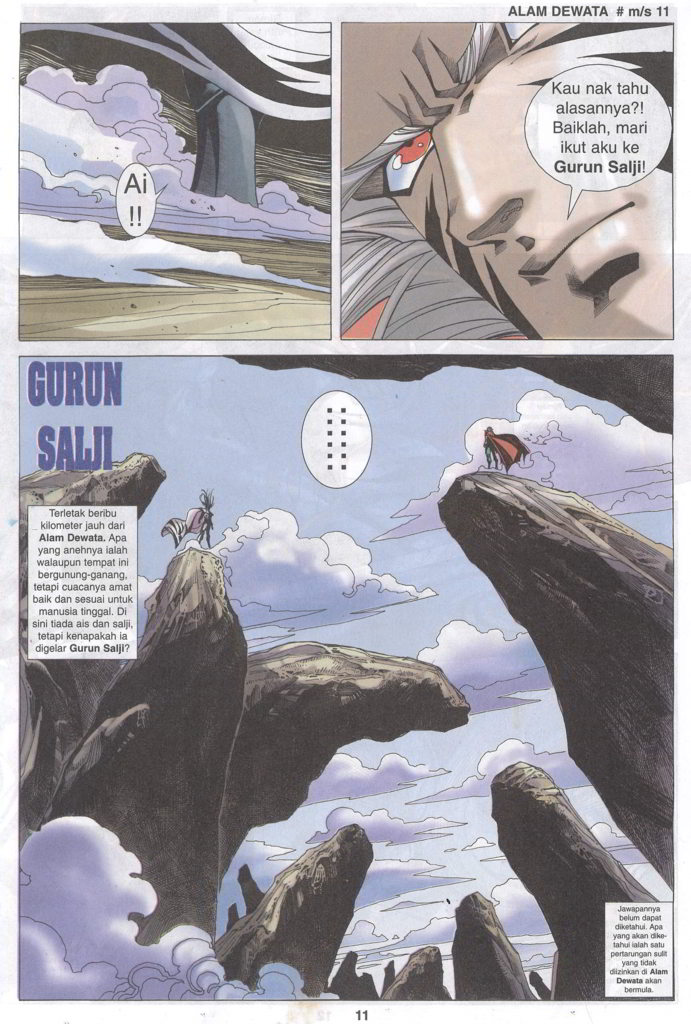 ALAM DEWATA # m/s 11
Ai
!!
Kau nak tahu
alasannya?!
Baiklah, mari
ikut aku ke
Gurun Salji!
GURUN
SALJI
Terletak beribu
kilometer jauh dari
Alam Dewata. Apa
yang anehnya ialah
walaupun tempat ini
bergunung-ganang,
tetapi cuacanya amat
baik dan sesuai untuk
manusia tinggal. Di
sini tiada ais dan salji,
tetapi kenapakah ia
digelar Gurun Salji?
Jawapannya
belum dapat
diketahui. Apa
yang akan dike-
tahui ialah satu
pertarungan sulit
yang tidak
diizinkan di Alam
Dewata akan
bermula.
11